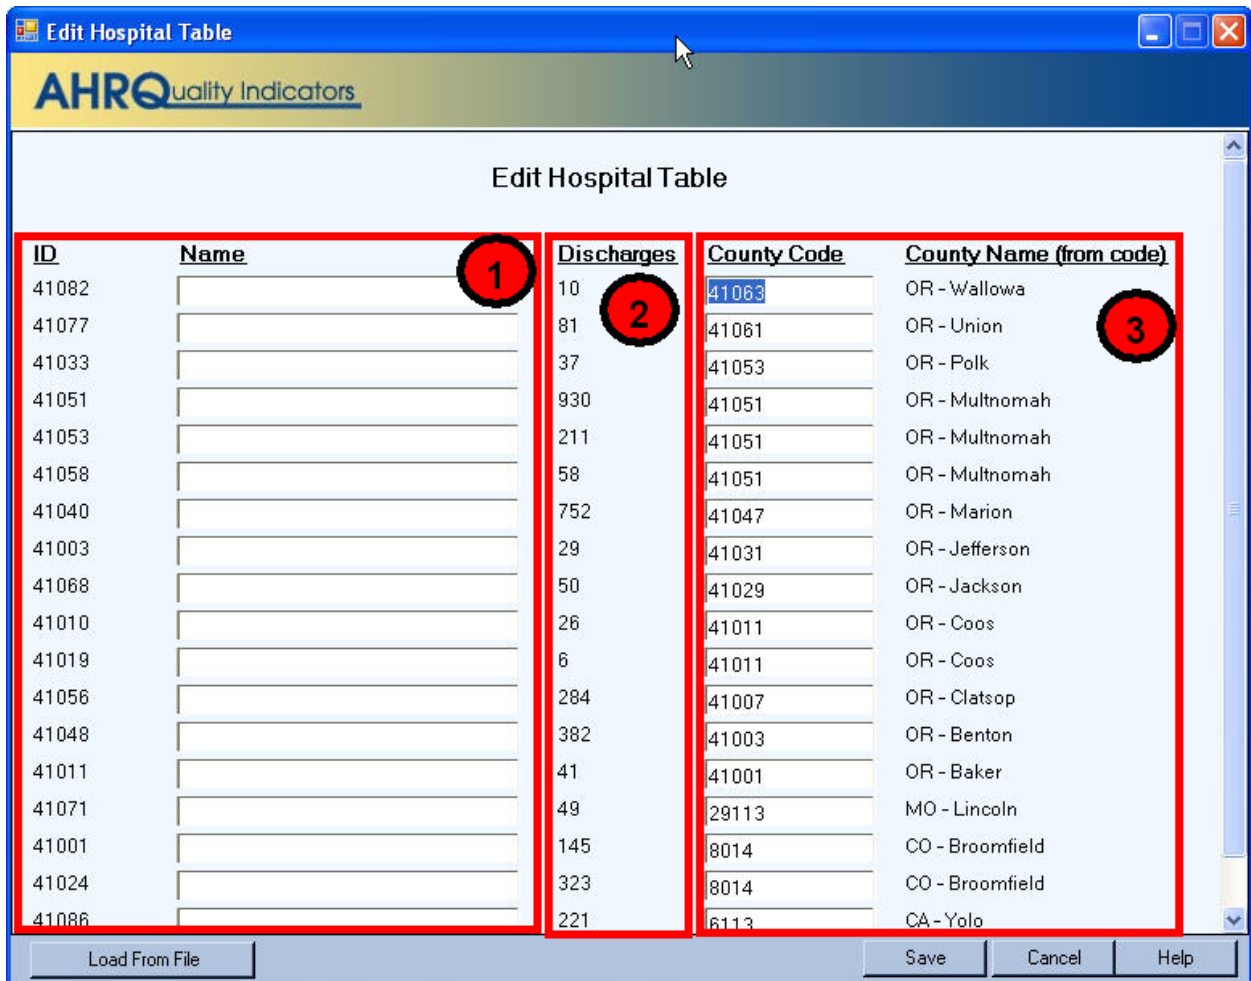 Edit Hospital Table
AHRQuality Indicators
Edit Hospital Table
ID Name 1 Discharges County Code County Name (from code)
41082 10 2 41063 OR - Wallowa
41077 81 41061 OR - Union 3
41033 37 41053 OR - Polk
41051 930 41051 OR - Multnomah
41053 211 41051 OR - Multnomah
41058 58 41051 OR - Multnomah
41040 752 41047 OR - Marion
41003 29 41031 OR - Jefferson
41068 50 41029 OR - Jackson
41010 26 41011 OR - Coos
41019 6 41011 OR - Coos
41056 284 41007 OR - Clatsop
41048 382 41003 OR - Benton
41011 41 41001 OR - Baker
41071 49 29113 MO - Lincoln
41001 145 8014 CO - Broomfield
41024 323 8014 CO - Broomfield
41086 221 6113 CA - Yolo
Load From File Save Cancel Help